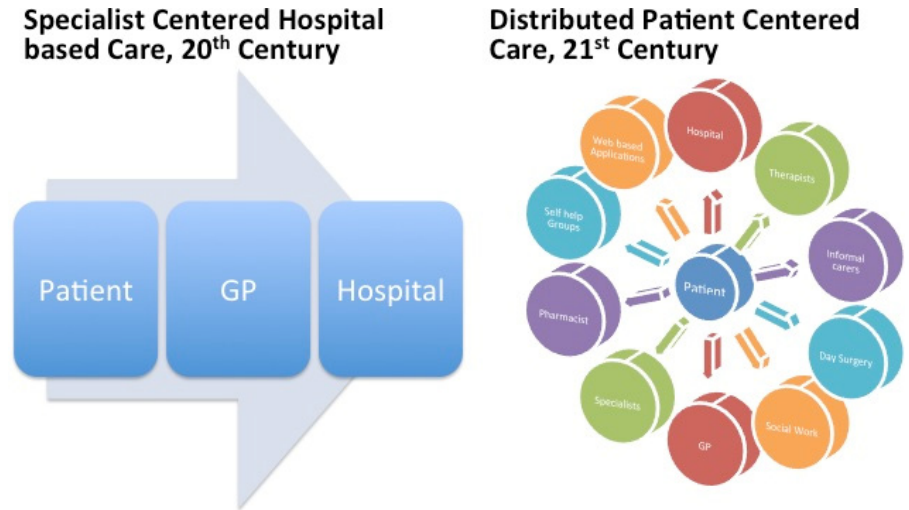 Specialist Centered Hospital
based Care, 20th Century
Patient
GP
Hospital
Distributed Patient Centered
Care, 21st Century
Hospital
Therapists
Informal
carers
Day Surgery
Social Work
GP
Specialists
Pharmacist
Self help
Groups
Web based
Applications
Patient